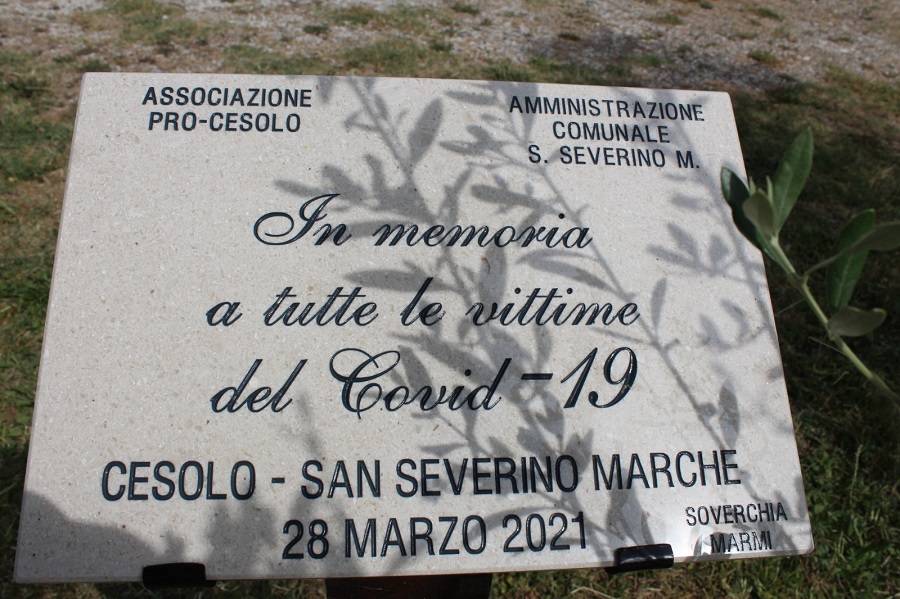 ASSOCIAZIONE
PRO-CESOLO
AMMINISTRAZIONE
COMUNALE
S. SEVERINO M.
In memoria
a tutte le vittime
del Covid-19
CESOLO - SAN SEVERINO MARCHE
28 MARZO 2021
SOVERCHIA
MARMI